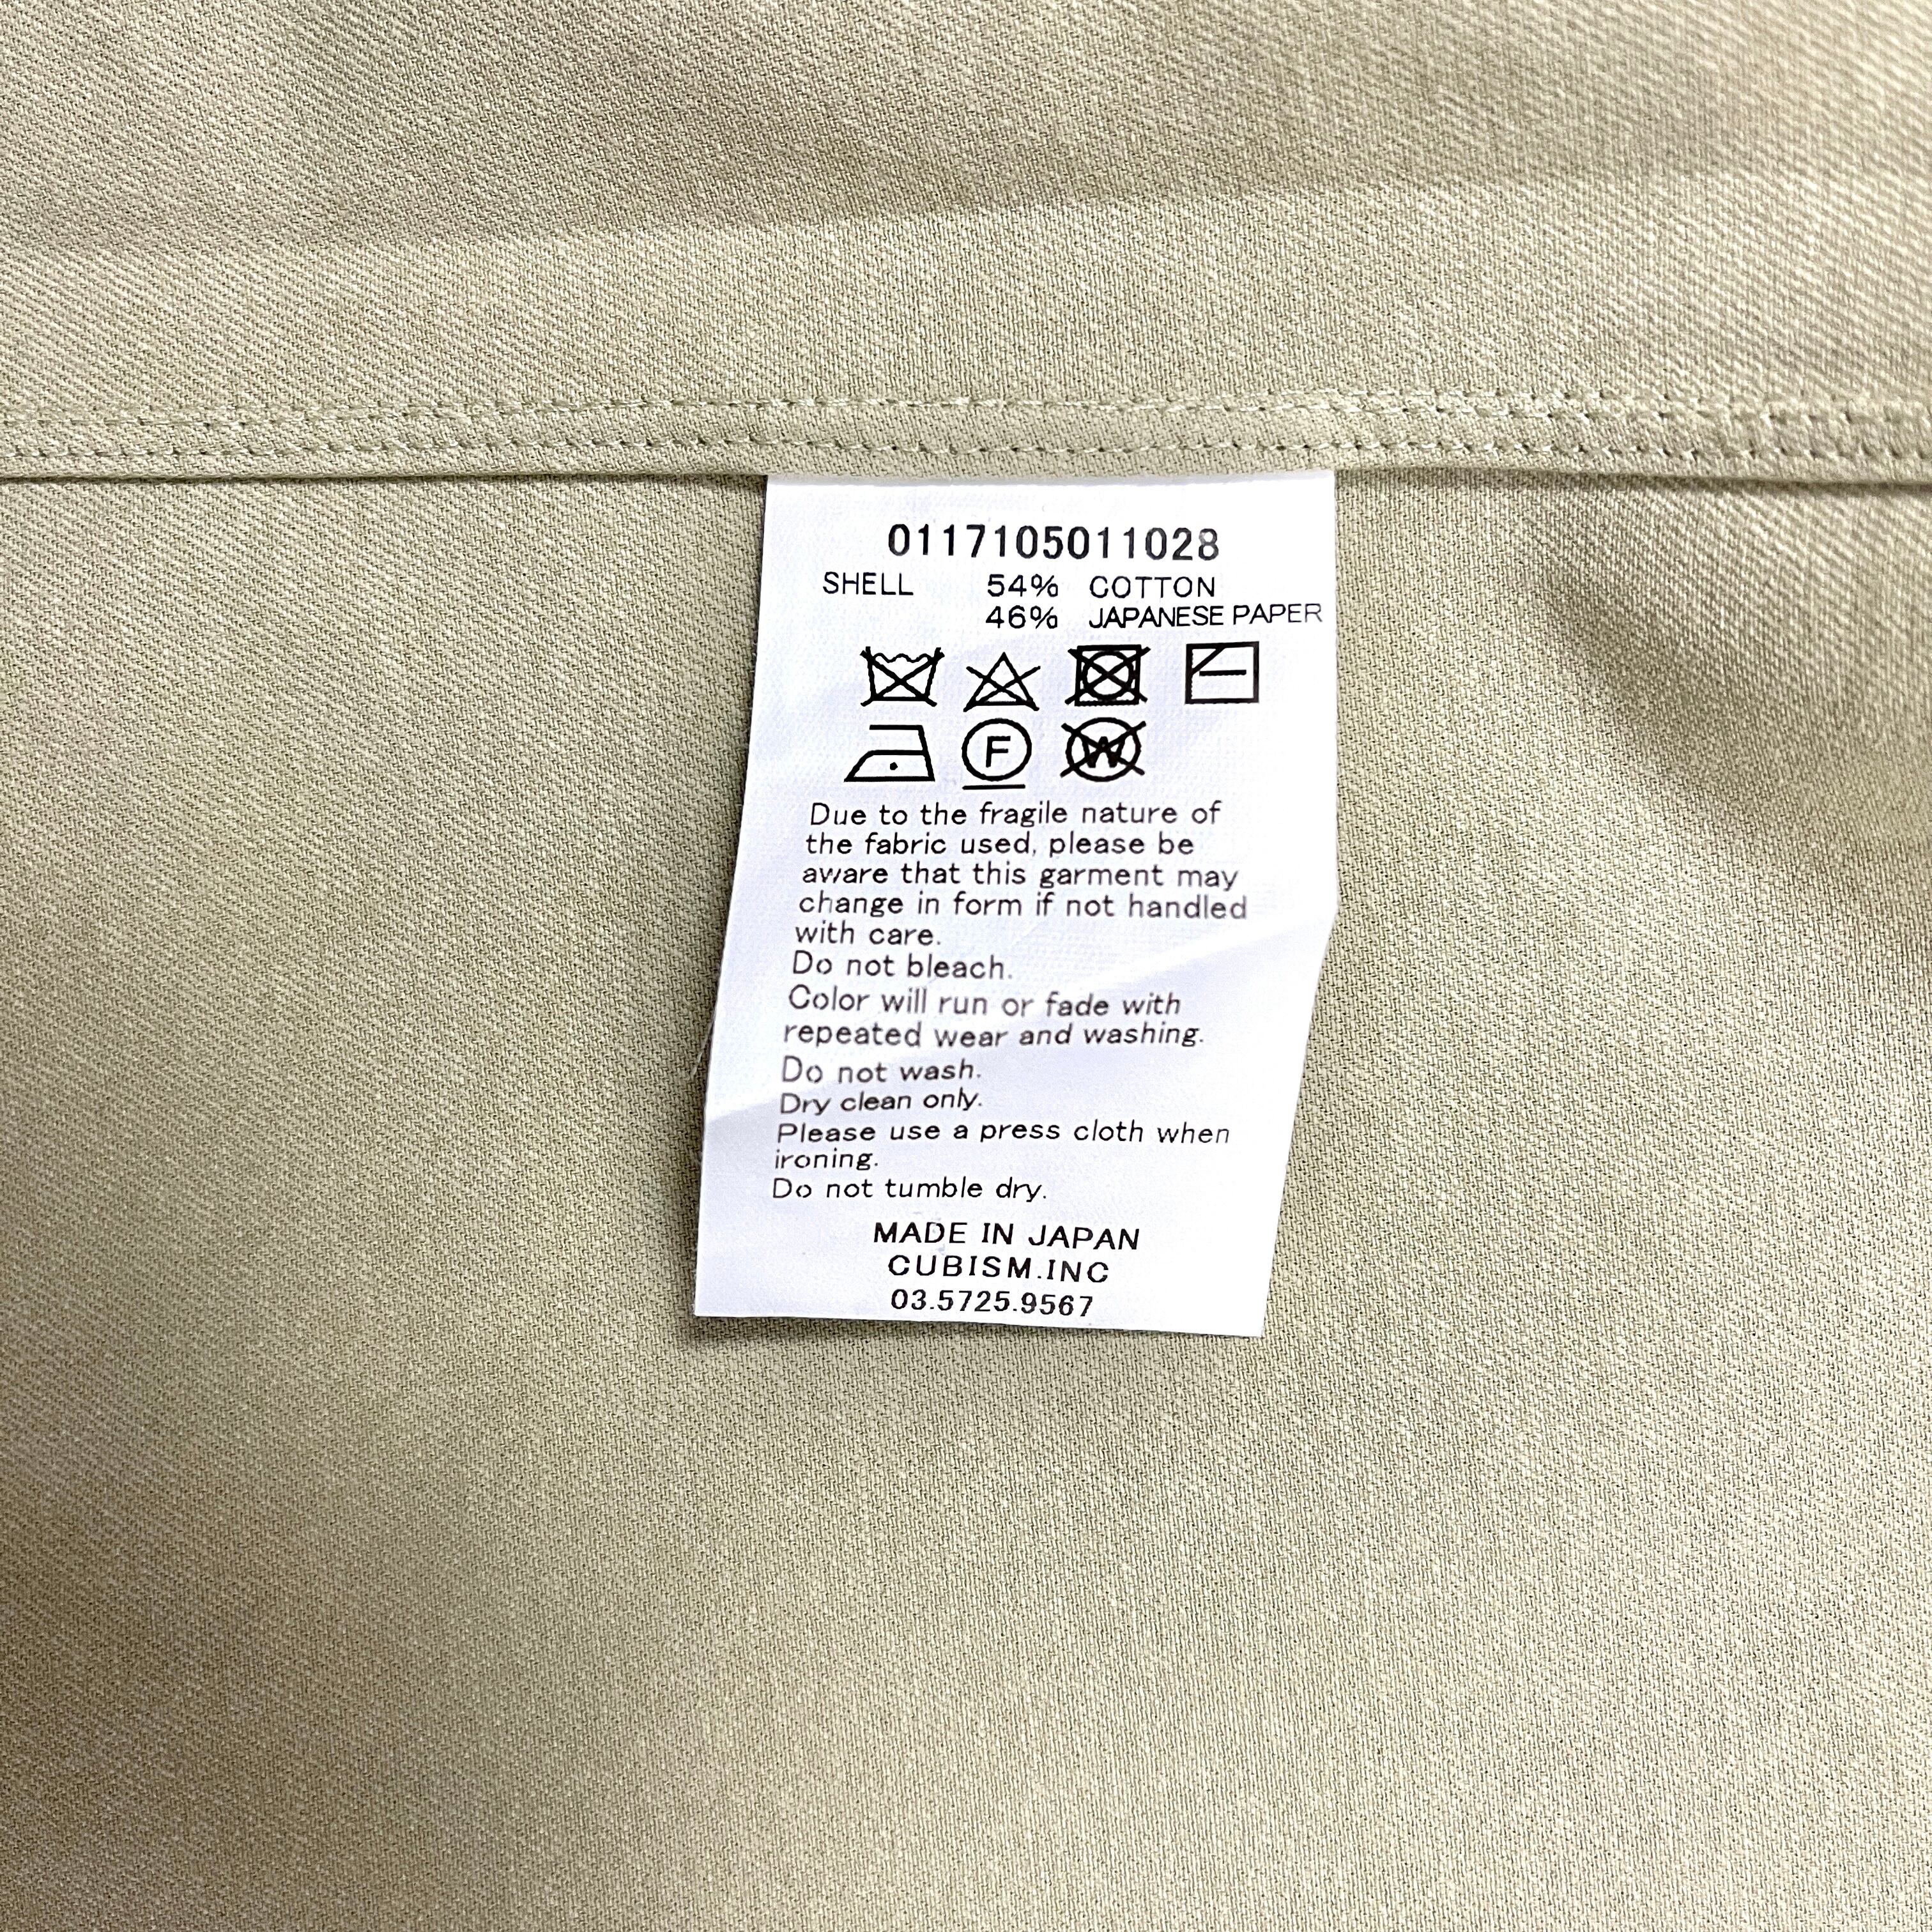 0117105011028
SHELL 54% COTTON
46% JAPANESE PAPER
F W
Due to the fragile nature of
the fabric used, please be
aware that this garment may
change in form if not handled
with care.
Do not bleach.
Color will run or fade with
repeated wear and washing.
Do not wash.
Dry clean only.
Please use a press cloth when
ironing.
Do not tumble dry.
MADE IN JAPAN
CUBISM.INC
03.5725.9567